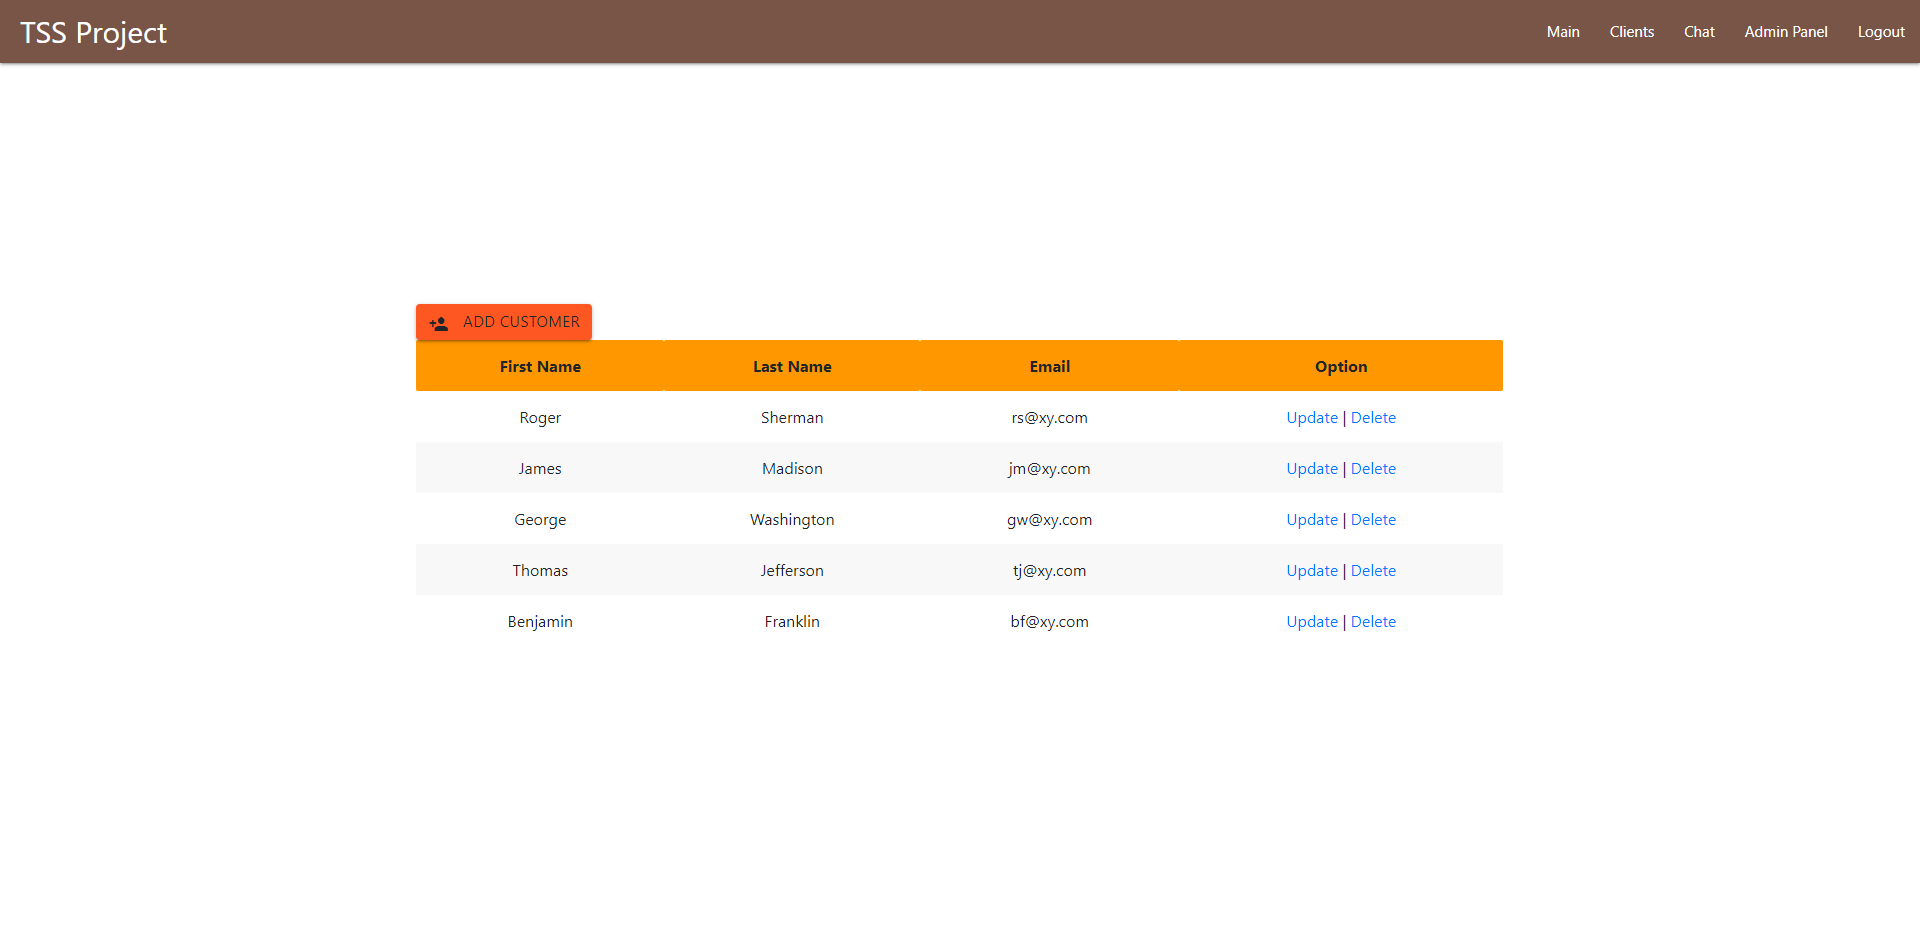 TSS Project
Main Clients Chat Admin Panel Logout
ADD CUSTOMER
First Name Last Name Email Option
Roger Sherman rs@xy.com Update | Delete
James Madison jm@xy.com Update | Delete
George Washington gw@xy.com Update | Delete
Thomas Jefferson tj@xy.com Update | Delete
Benjamin Franklin bf@xy.com Update | Delete